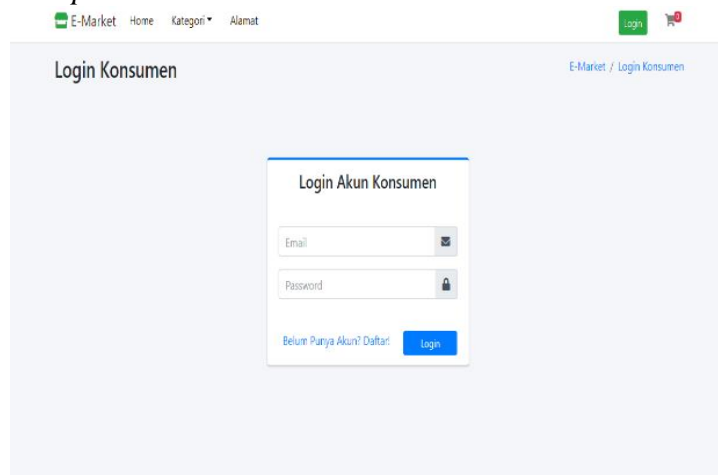 E-Market Home Kategori Alamat Login 0
Login Konsumen E-Market / Login Konsumen
Login Akun Konsumen
Email
Password
Belum Punya Akun? Daftar! Login